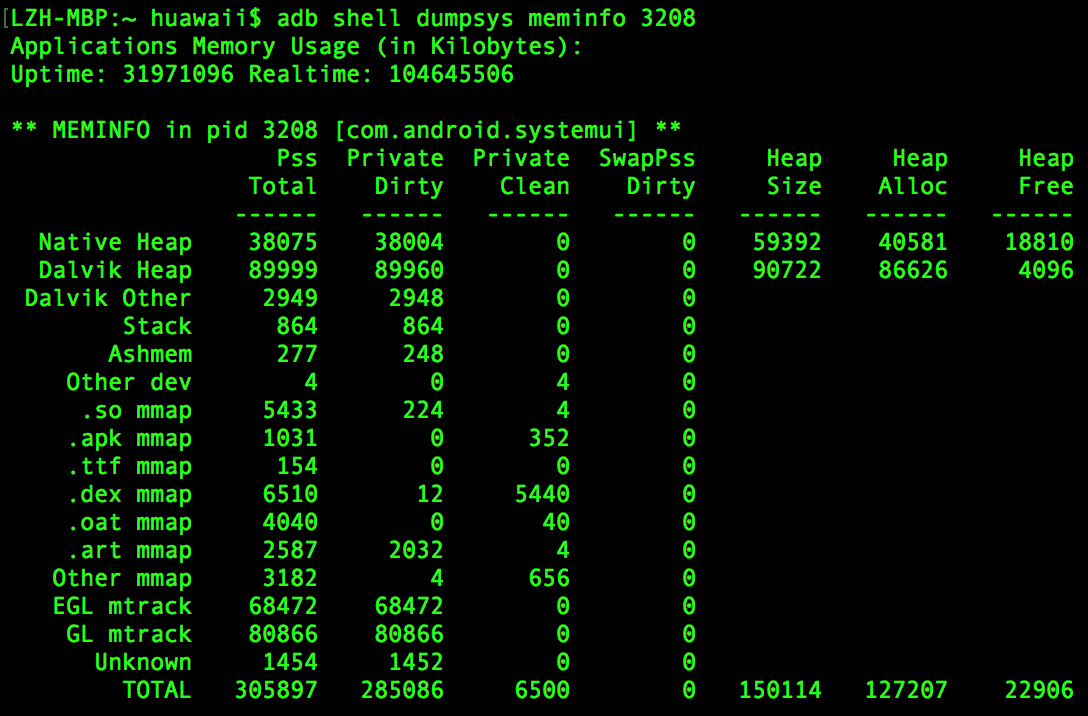 [LZH-MBP:~ huawaii$ adb shell dumpsys meminfo 3208
Applications Memory Usage (in Kilobytes):
Uptime: 31971096 Realtime: 104645506
** MEMINFO in pid 3208 [com.android.systemui] **
Pss Private Private SwapPss Heap Heap Heap
Total Dirty Clean Dirty Size Alloc Free
------ ------ ------ ------ ------ ------ ------
Native Heap 38075 38004 0 0 59392 40581 18810
Dalvik Heap 89999 89960 0 0 90722 86626 4096
Dalvik Other 2949 2948 0 0
Stack 864 864 0 0
Ashmem 277 248 0 0
Other dev 4 0 4 0
.so mmap 5433 224 4 0
.apk mmap 1031 0 352 0
.ttf mmap 154 0 0 0
.dex mmap 6510 12 5440 0
.oat mmap 4040 0 40 0
.art mmap 2587 2032 4 0
Other mmap 3182 4 656 0
EGL mtrack 68472 68472 0 0
GL mtrack 80866 80866 0 0
Unknown 1454 1452 0 0
TOTAL 305897 285086 6500 0 150114 127207 22906